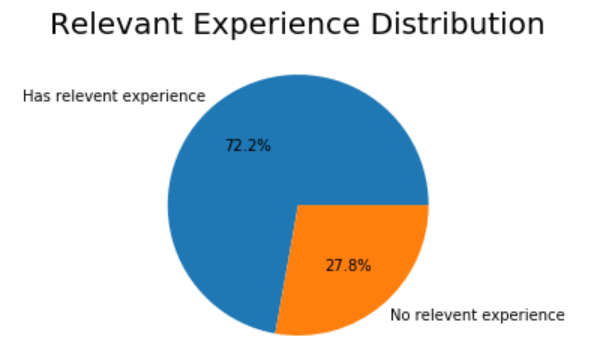 Relevant Experience Distribution
Has relevent experience
72.2%
27.8%
No relevent experience